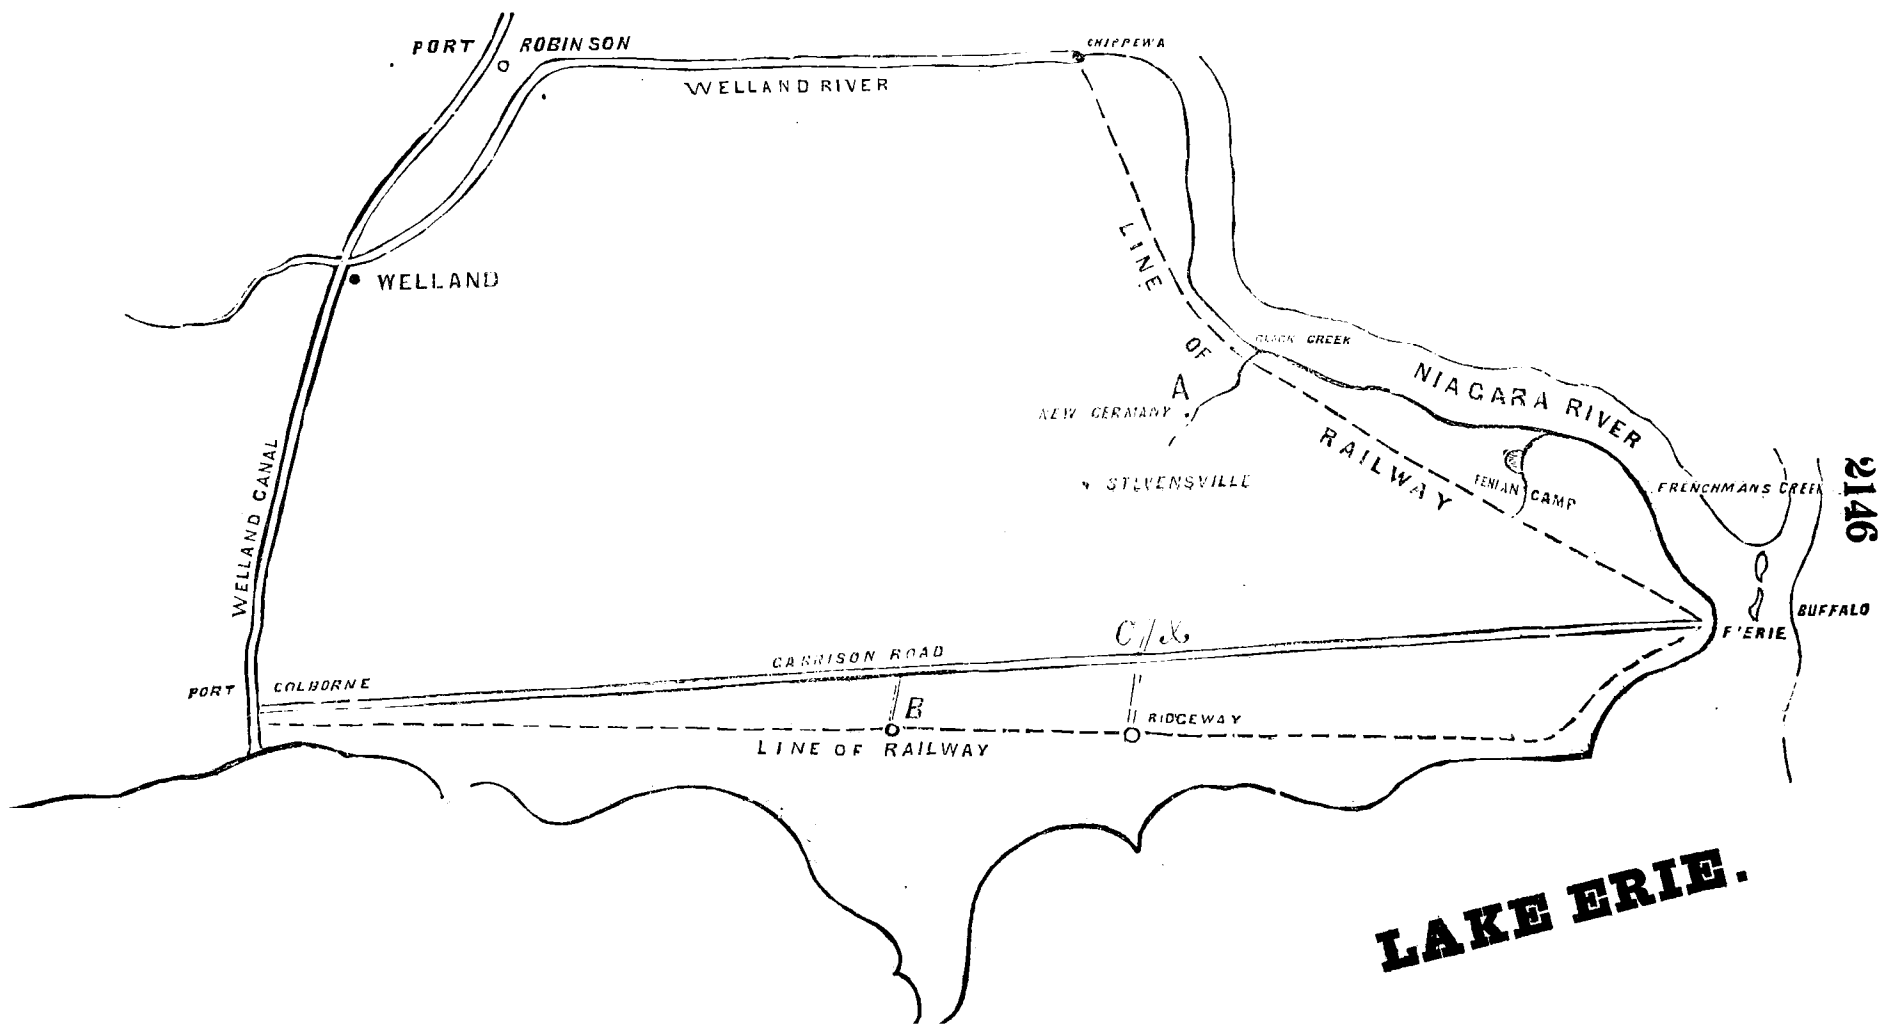 PORT ROBINSON
CHIPPEWA
WELLAND RIVER
WELLAND
LINE OF RAILWAY
CREEK
A
NEW GERMANY
NIAGARA RIVER
STEVENSVILLE
FENIAN CAMP
FRENCHMANS CREEK
2146
WELLAND CANAL
BUFFALO
F'ERIE
C
GARRISON ROAD
PORT COLBORNE
B
RIDGEWAY
LINE OF RAILWAY
LAKE ERIE.